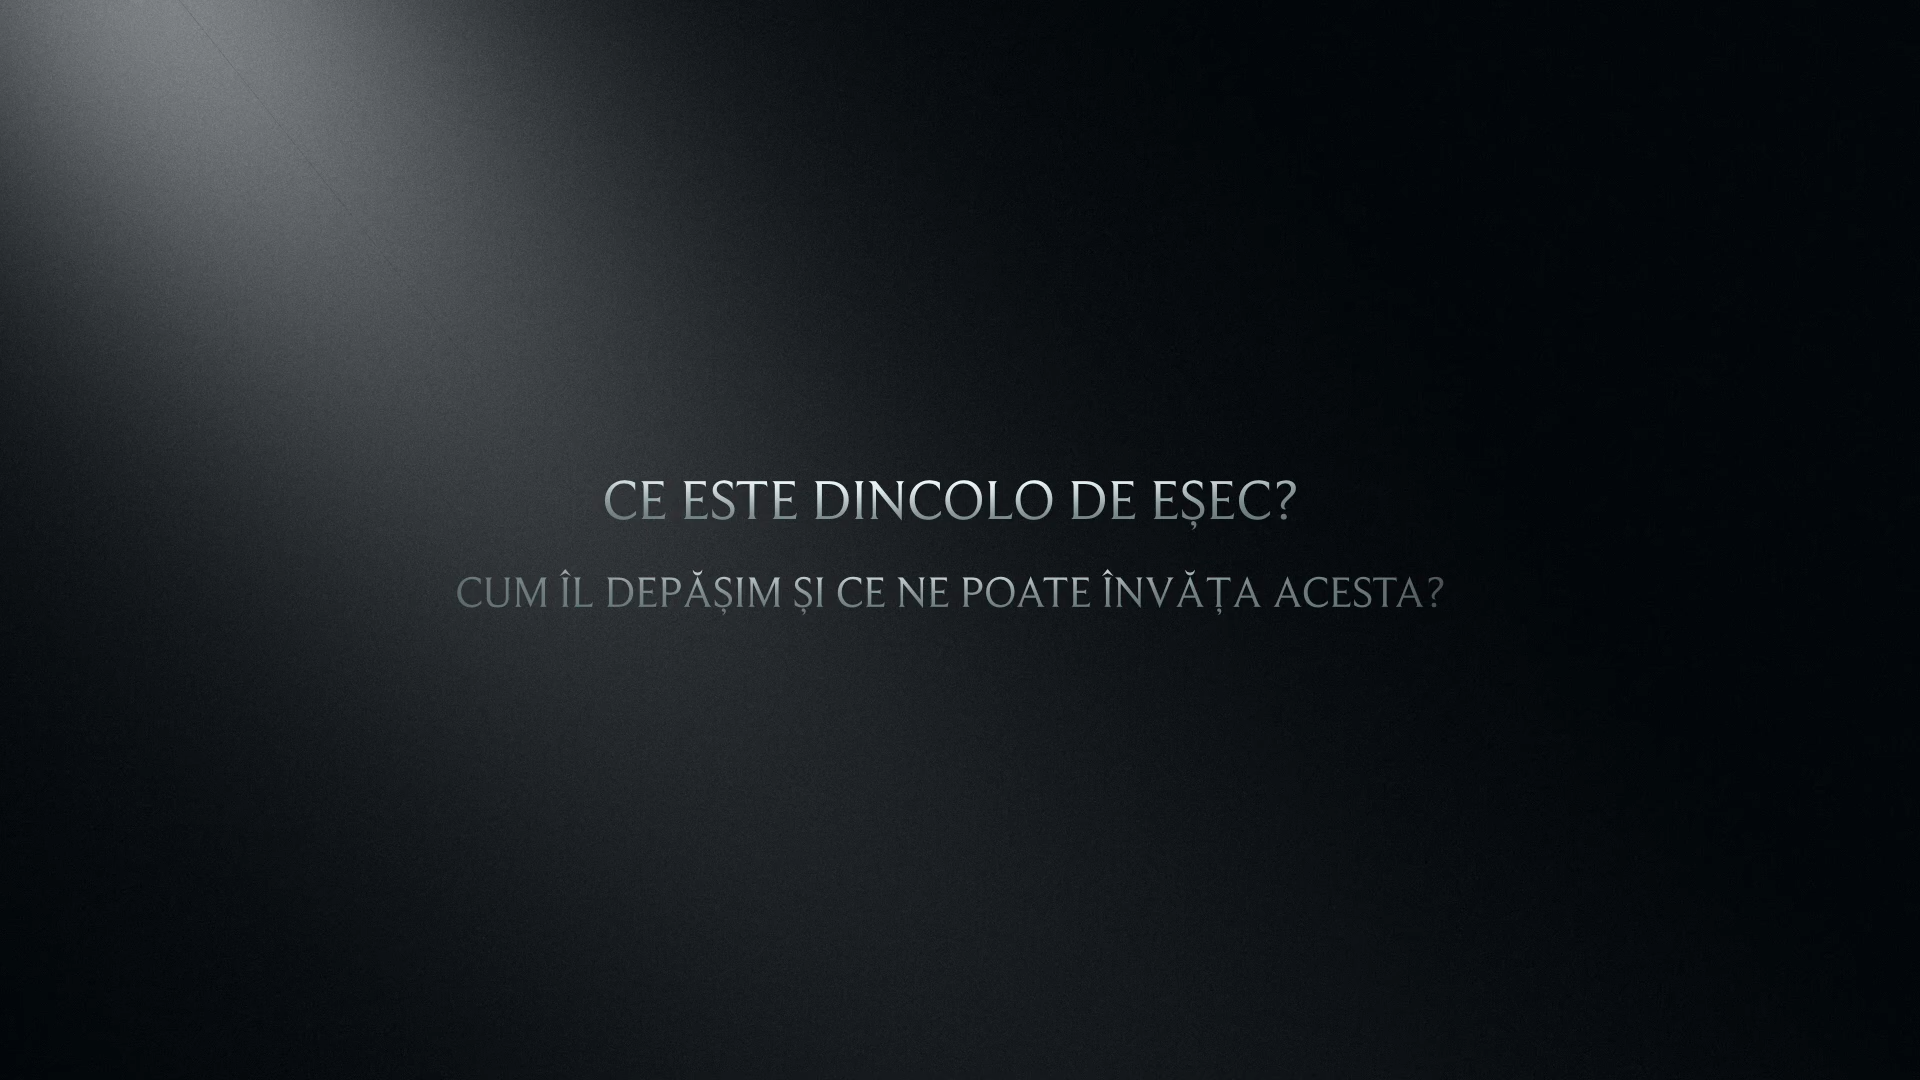 CE ESTE DINCOLO DE EȘEC?
CUM ÎL DEPĂȘIM ȘI CE NE POATE ÎNVĂȚA ACESTA?